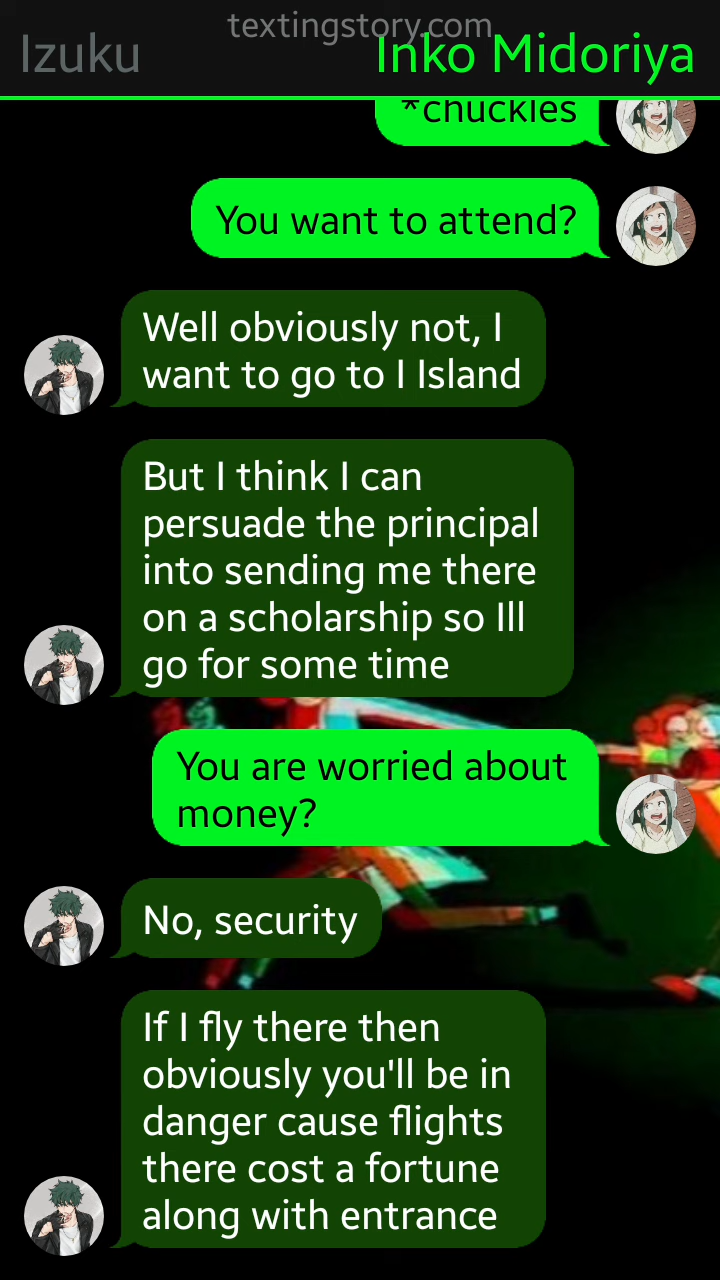 textingstory.com
Izuku
Inko Midoriya
*chuckles
You want to attend?
Well obviously not, I
want to go to I Island
But I think I can
persuade the principal
into sending me there
on a scholarship so Ill
go for some time
You are worried about
money?
No, security
If I fly there then
obviously you'll be in
danger cause flights
there cost a fortune
along with entrance